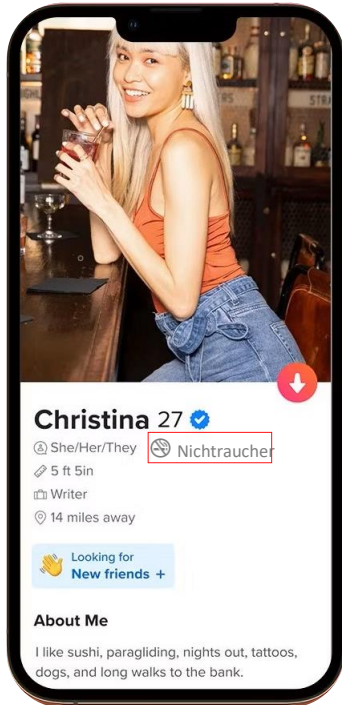 Christina 27
She/Her/They Nichtraucher
5 ft 5in
Writer
14 miles away
Looking for
New friends +
About Me
I like sushi, paragliding, nights out, tattoos,
dogs, and long walks to the bank.